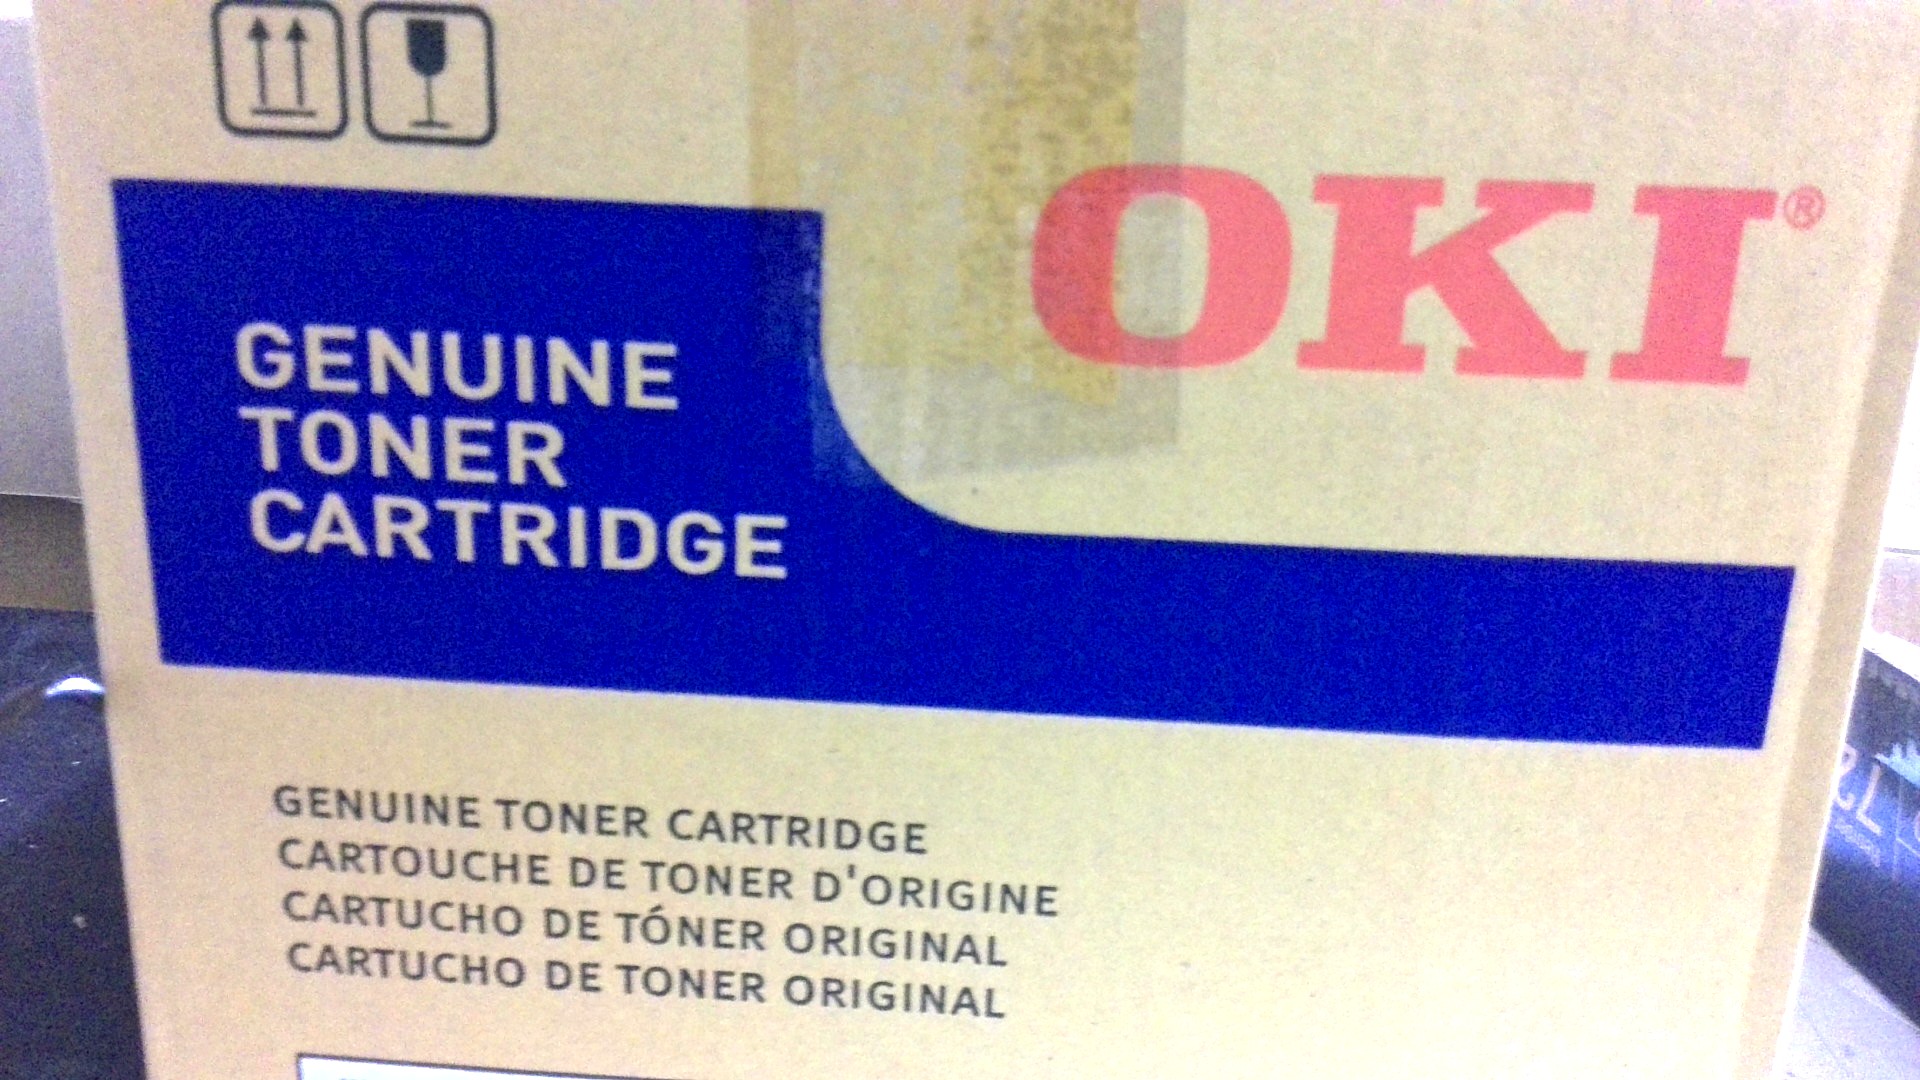 OKI®
GENUINE
TONER
CARTRIDGE
GENUINE TONER CARTRIDGE
CARTOUCHE DE TONER D'ORIGINE
CARTUCHO DE TÓNER ORIGINAL
CARTUCHO DE TONER ORIGINAL